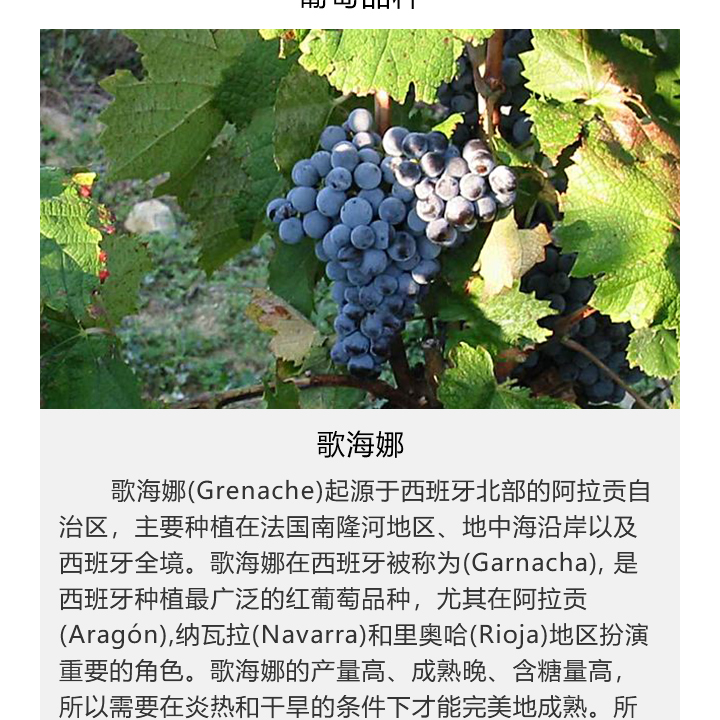 葡萄品种
歌海娜
歌海娜(Grenache)起源于西班牙北部的阿拉贡自
治区，主要种植在法国南隆河地区、地中海沿岸以及
西班牙全境。歌海娜在西班牙被称为(Garnacha), 是
西班牙种植最广泛的红葡萄品种，尤其在阿拉贡
(Aragón),纳瓦拉(Navarra)和里奥哈(Rioja)地区扮演
重要的角色。歌海娜的产量高、成熟晚、含糖量高，
所以需要在炎热和干旱的条件下才能完美地成熟。所